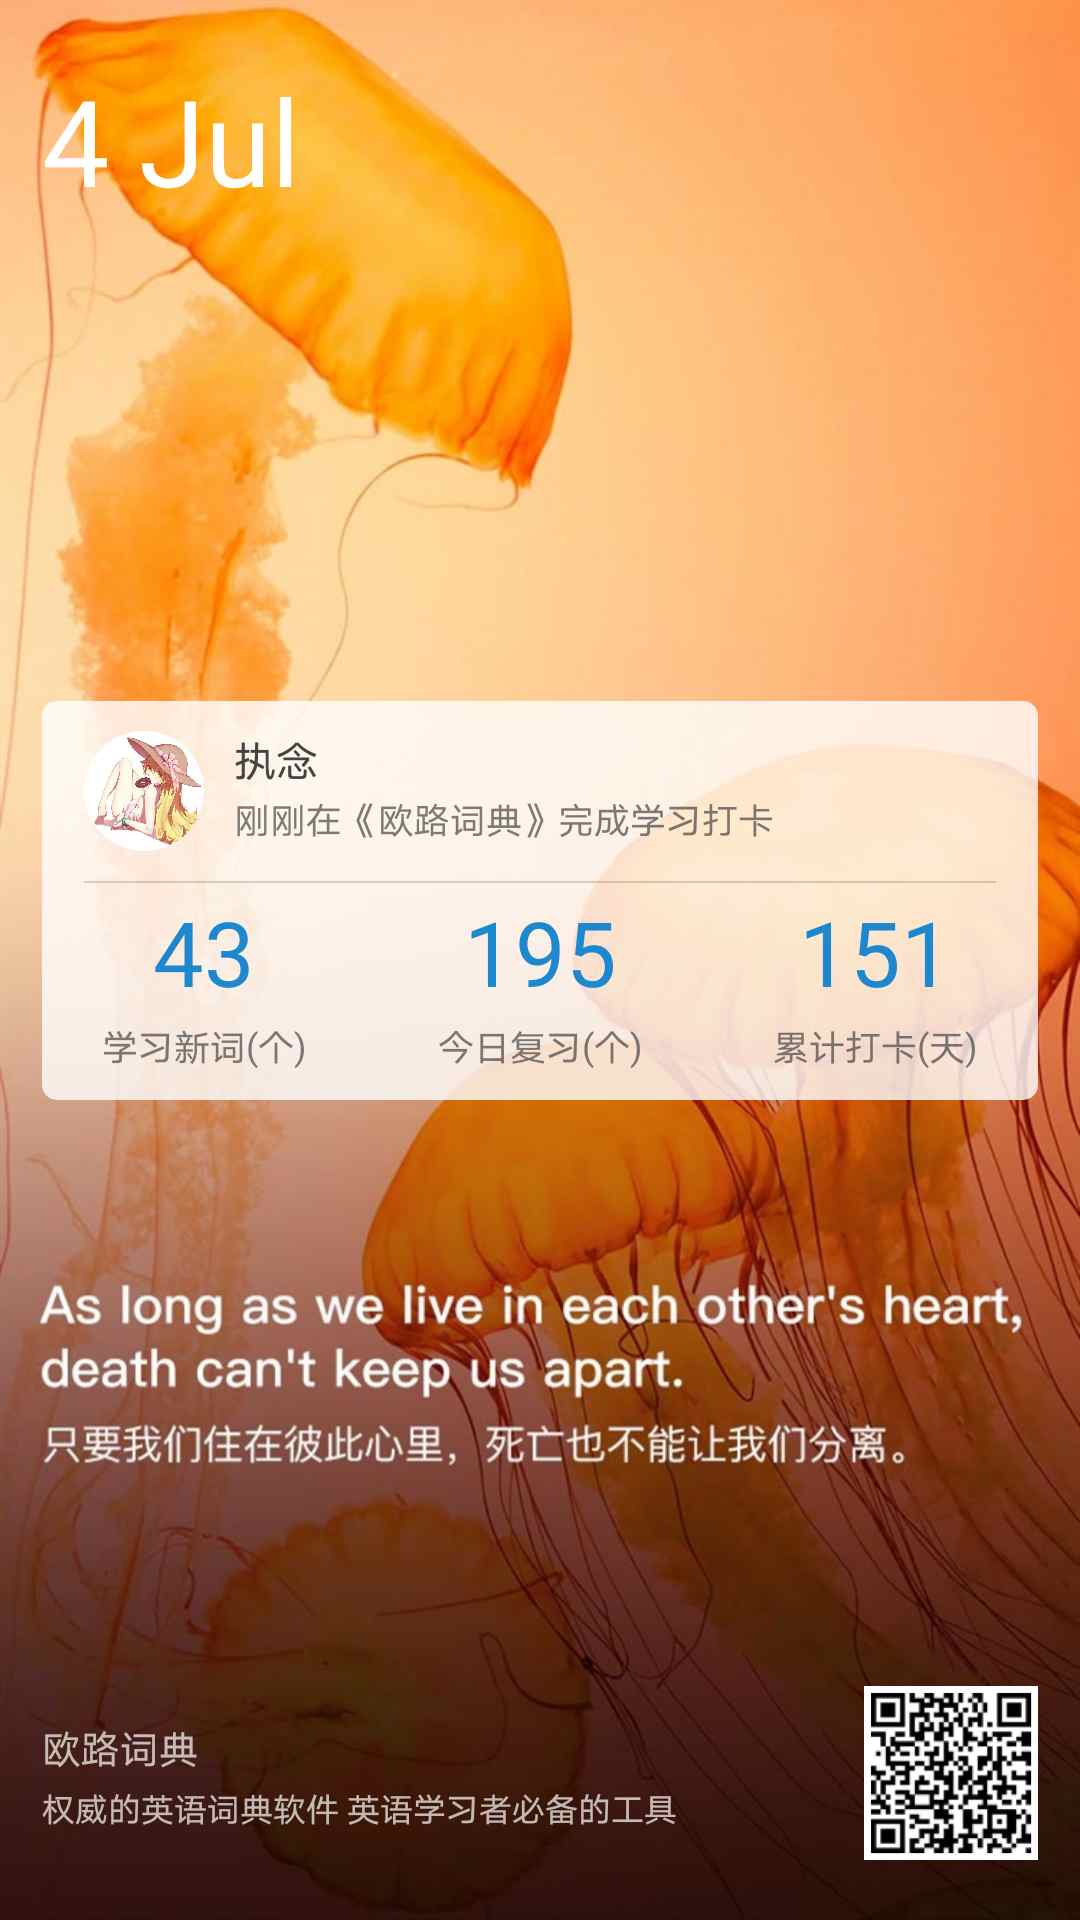 4 Jul
执念
刚刚在《欧路词典》完成学习打卡
43 195 151
学习新词(个) 今日复习(个) 累计打卡(天)
As long as we live in each other's heart,
death can't keep us apart.
只要我们住在彼此心里，死亡也不能让我们分离。
欧路词典
权威的英语词典软件 英语学习者必备的工具